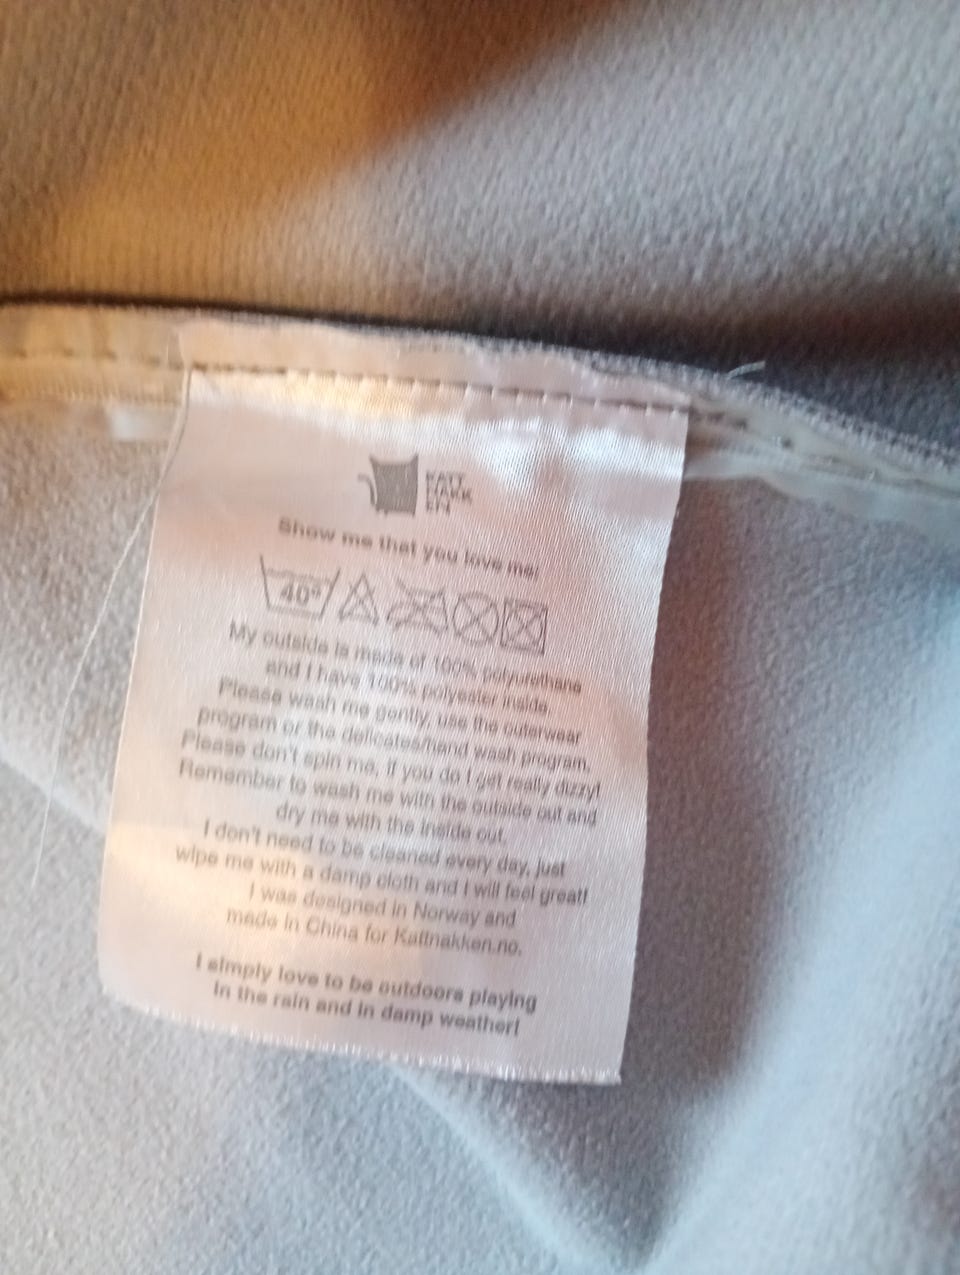 KATT
NAKK
EN
Show me that you love me!
40°
My outside is made of 100% polyurethane
and I have 100% polyester inside.
Please wash me gently, use the outerwear
program or the delicates/hand wash program.
Please don't spin me, if you do I get really dizzy!
Remember to wash me with the outside out and
dry me with the inside out.
I don't need to be cleaned every day, just
wipe me with a damp cloth and I will feel great!
I was designed in Norway and
made in China for Kattnakken.no.
I simply love to be outdoors playing
in the rain and in damp weather!